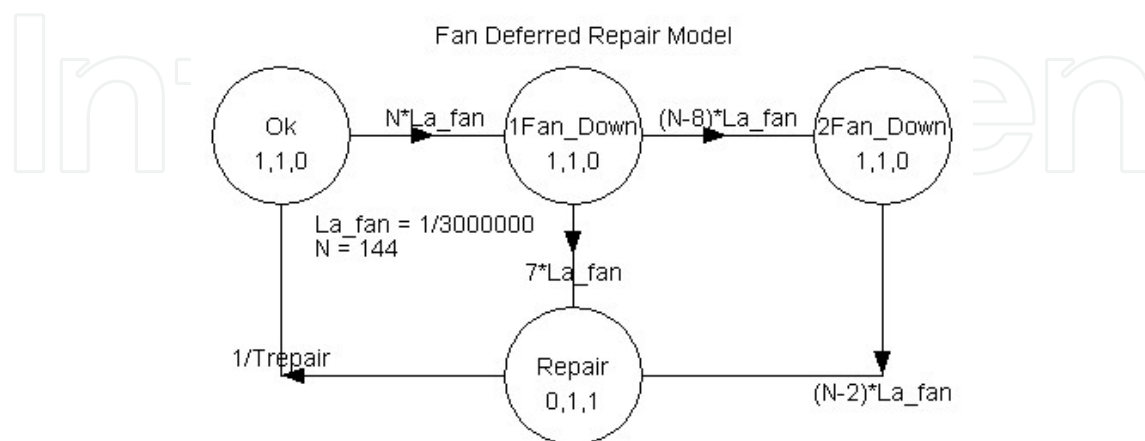 Fan Deferred Repair Model
Ok
1,1,0
N*La_fan
1Fan_Down
1,1,0
(N-8)*La_fan
2Fan_Down
1,1,0
La_fan = 1/3000000
N = 144
7*La_fan
1/Trepair
Repair
0,1,1
(N-2)*La_fan